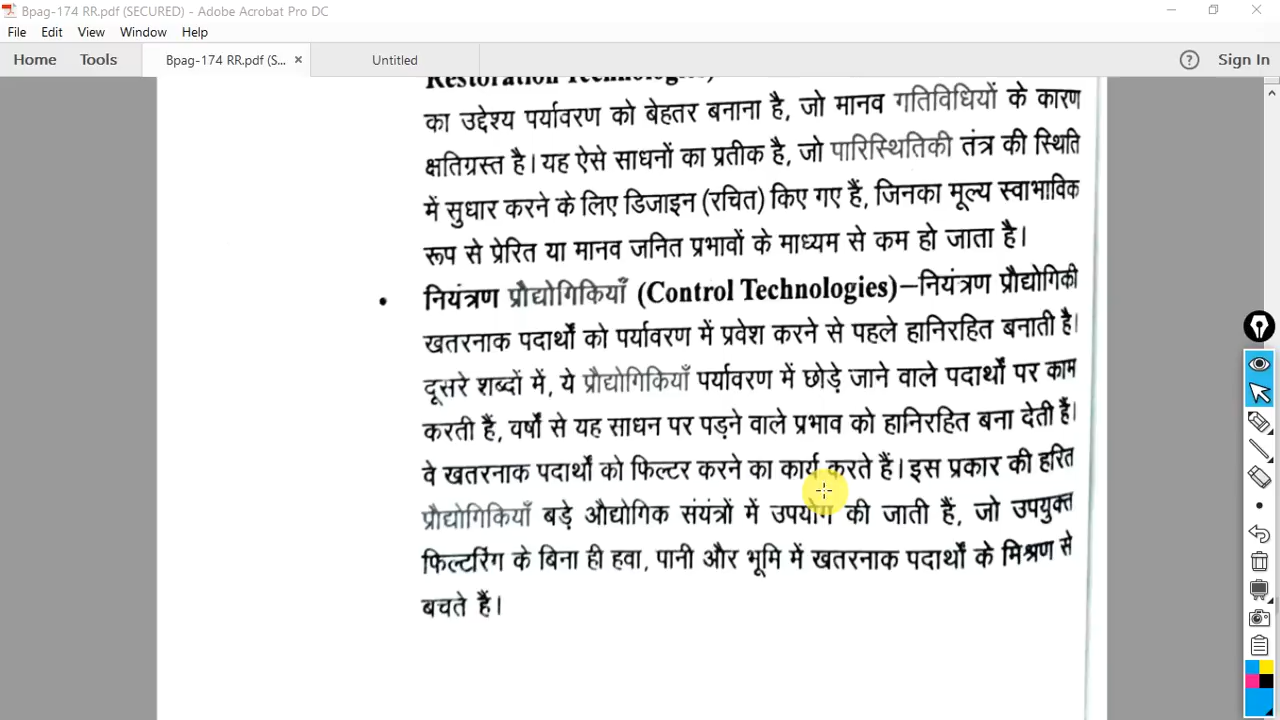 Bpag-174 RR.pdf (SECURED) - Adobe Acrobat Pro DC
File Edit View Window Help
Home Tools Bpag-174 RR.pdf (S... × Untitled Sign In
Restoration Technologies)
का उद्देश्य पर्यावरण को बेहतर बनाना है, जो मानव गतिविधियों के कारण
क्षतिग्रस्त है। यह ऐसे साधनों का प्रतीक है, जो पारिस्थितिकी तंत्र की स्थिति
में सुधार करने के लिए डिजाइन (रचित) किए गए हैं, जिनका मूल्य स्वाभाविक
रूप से प्रेरित या मानव जनित प्रभावों के माध्यम से कम हो जाता है।
• नियंत्रण प्रौद्योगिकियाँ (Control Technologies)–नियंत्रण प्रौद्योगिकी
खतरनाक पदार्थों को पर्यावरण में प्रवेश करने से पहले हानिरहित बनाती है।
दूसरे शब्दों में, ये प्रौद्योगिकियाँ पर्यावरण में छोड़े जाने वाले पदार्थों पर काम
करती हैं, वर्षों से यह साधन पर पड़ने वाले प्रभाव को हानिरहित बना देती हैं।
वे खतरनाक पदार्थों को फिल्टर करने का कार्य करते हैं। इस प्रकार की हरित
प्रौद्योगिकियाँ बड़े औद्योगिक संयंत्रों में उपयोग की जाती हैं, जो उपयुक्त
फिल्टरिंग के बिना ही हवा, पानी और भूमि में खतरनाक पदार्थों के मिश्रण से
बचते हैं।